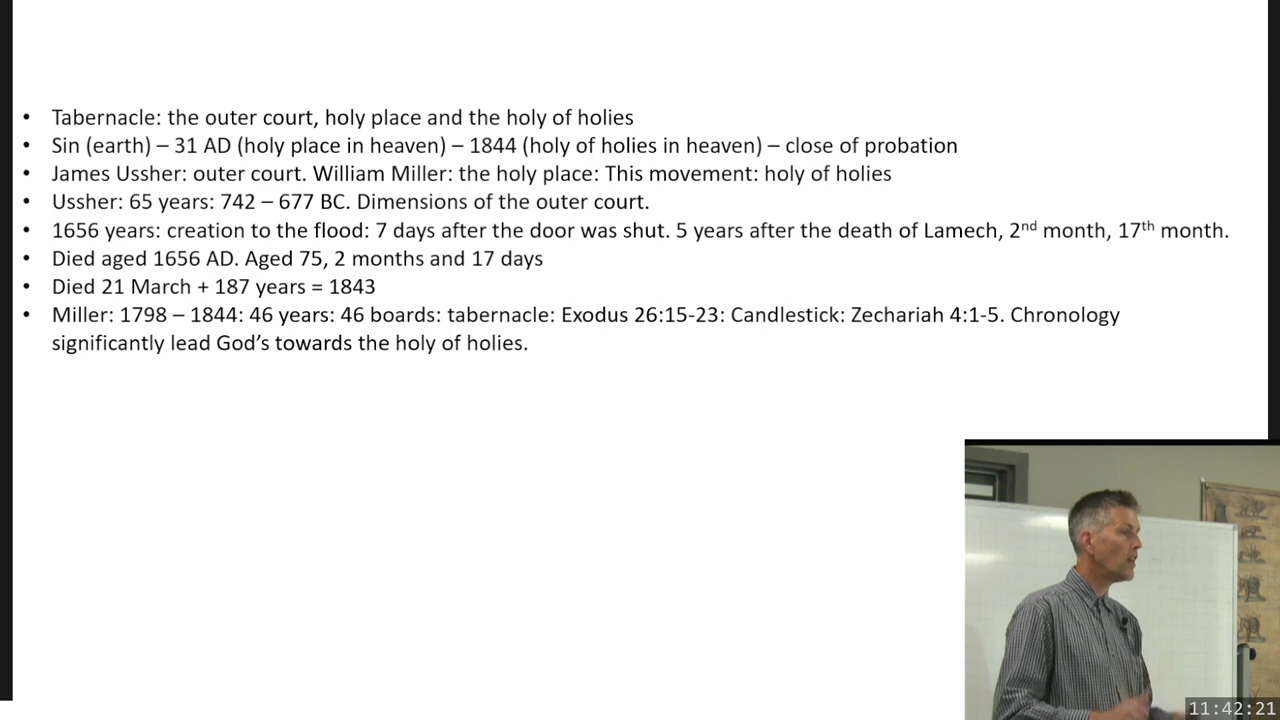 • Tabernacle: the outer court, holy place and the holy of holies
• Sin (earth) – 31 AD (holy place in heaven) – 1844 (holy of holies in heaven) – close of probation
• James Ussher: outer court. William Miller: the holy place: This movement: holy of holies
• Ussher: 65 years: 742 – 677 BC. Dimensions of the outer court.
• 1656 years: creation to the flood: 7 days after the door was shut. 5 years after the death of Lamech, 2nd month, 17th month.
• Died aged 1656 AD. Aged 75, 2 months and 17 days
• Died 21 March + 187 years = 1843
• Miller: 1798 – 1844: 46 years: 46 boards: tabernacle: Exodus 26:15-23: Candlestick: Zechariah 4:1-5. Chronology
significantly lead God’s towards the holy of holies.
11:42:21